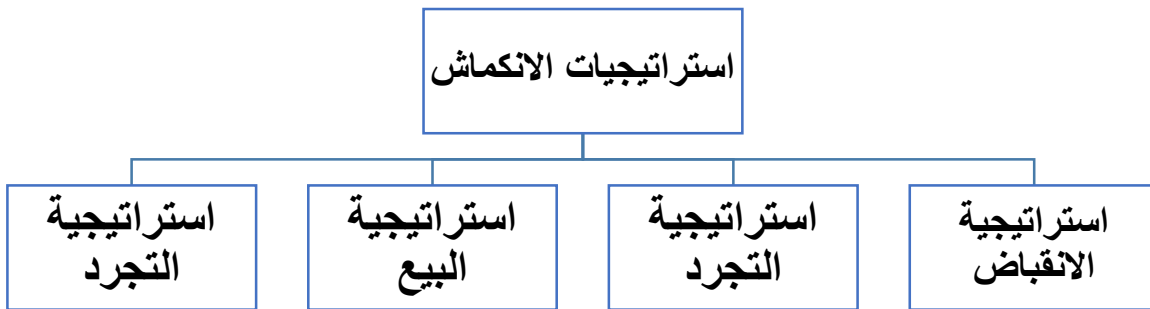 استراتيجيات الانكماش
استراتيجية
الانقباض
استراتيجية
التجرد
استراتيجية
البيع
استراتيجية
التجرد